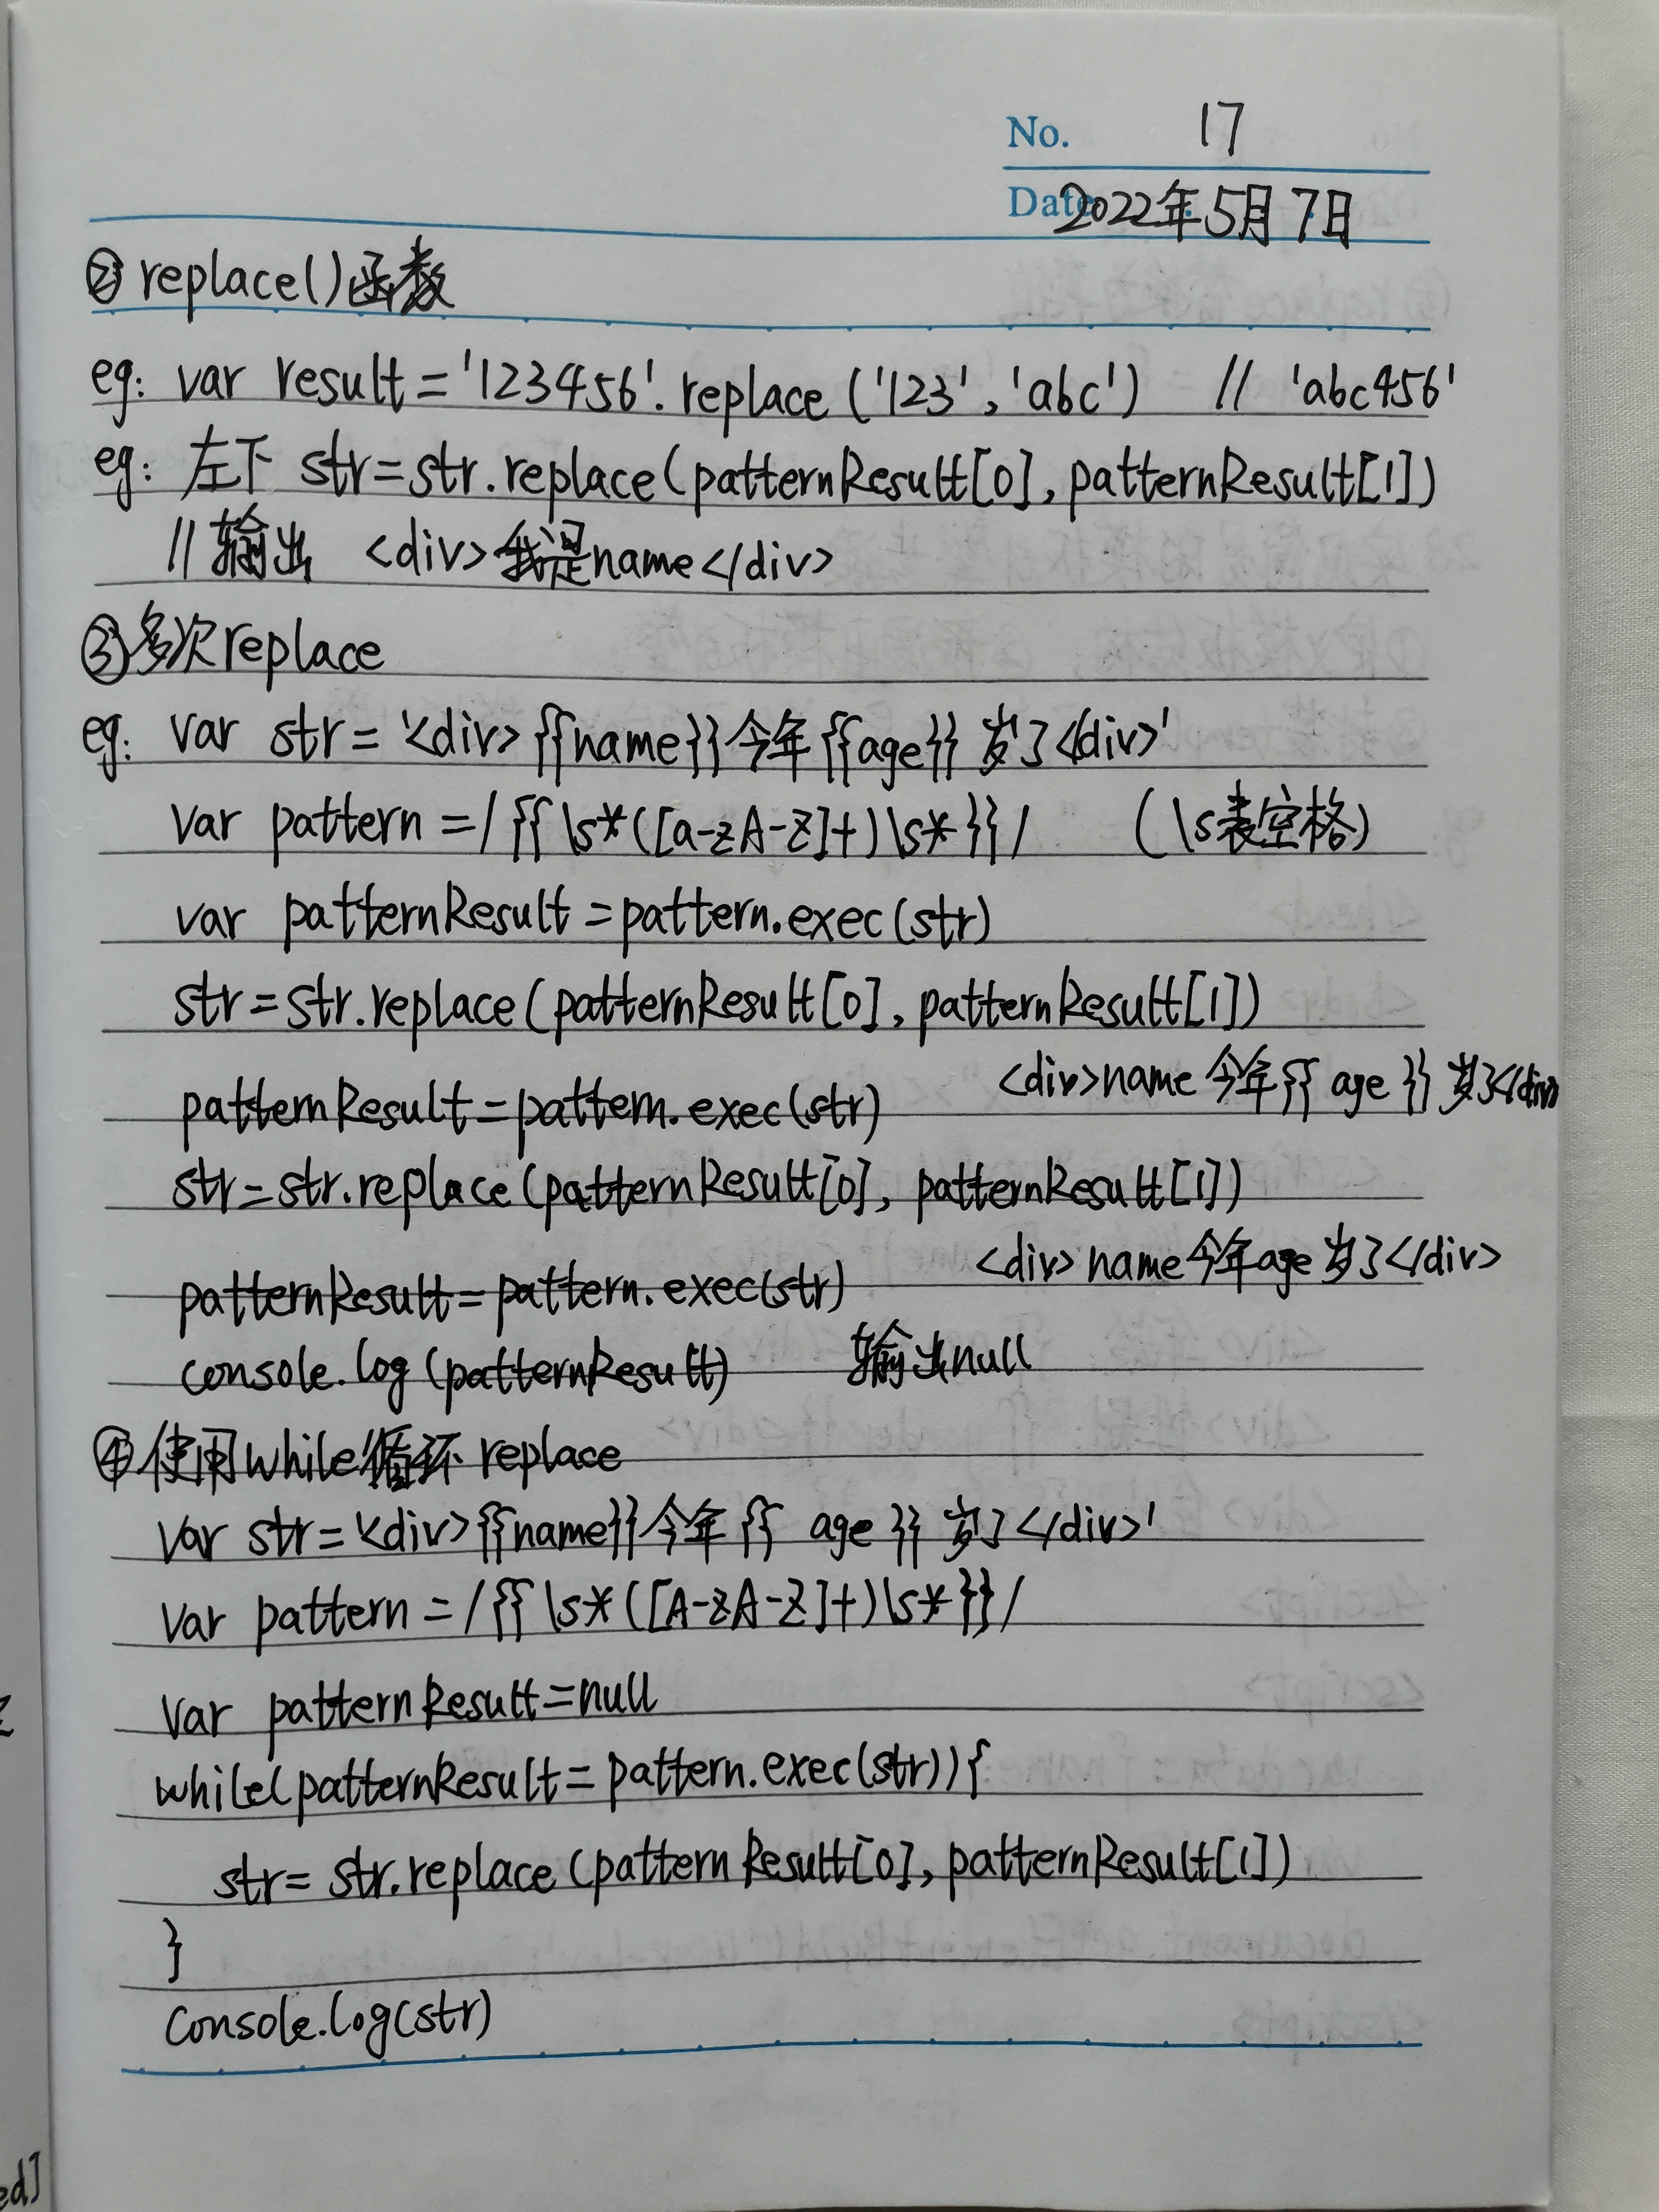 No. 17
Date 2022年5月7日
②replace()函数
eg: var result='123456'.replace('123','abc') // 'abc456'
eg: 左下 str=str.replace(patternResult[0],patternResult[1])
//输出 <div>我是name</div>
③多次replace
eg: var str='<div>{{name}}今年{{age}}岁了<div>'
var pattern=/{{\s*([a-zA-Z]+)\s*}}/ (\s表空格)
var patternResult=pattern.exec(str)
str=str.replace(patternResult[0],patternResult[1])
<div>name今年{{ age }}岁了</div>
patternResult=pattern.exec(str)
str=str.replace(patternResult[0],patternResult[1])
<div>name今年age岁了</div>
patternResult=pattern.exec(str)
console.log(patternResult) 输出null
④使用while循环replace
var str='<div>{{name}}今年{{ age }}岁了</div>'
var pattern=/{{\s*([A-zA-Z]+)\s*}}/
var patternResult=null
while(patternResult=pattern.exec(str)){
str=str.replace(patternResult[0],patternResult[1])
}
console.log(str)
ed]